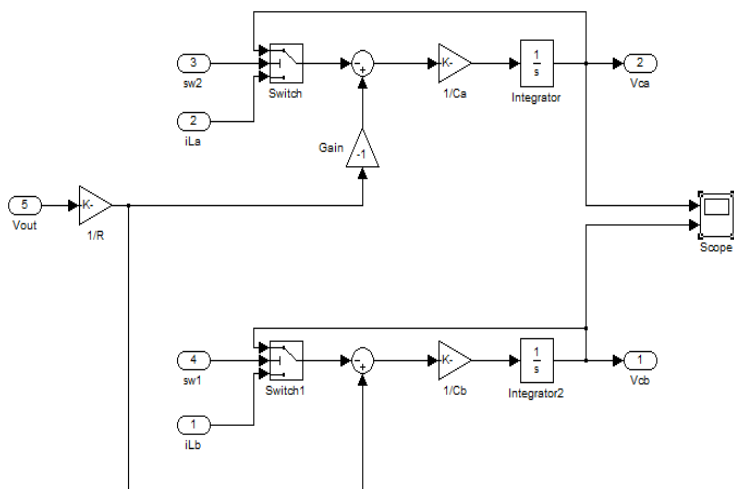 3
sw2
Switch
−
+
K-
1/Ca
1
s
Integrator
2
Vca
2
iLa
Gain
-1
5
Vout
K-
1/R
Scope
4
sw1
Switch1
−
+
K-
1/Cb
1
s
Integrator2
1
Vcb
1
iLb